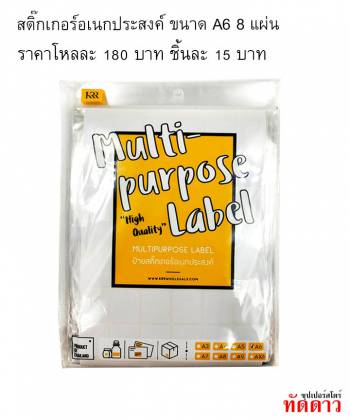 สติ๊กเกอร์อเนกประสงค์ ขนาด A6 8 แผ่น
ราคาโหลละ 180 บาท ชิ้นละ 15 บาท
KRR
Multi-
purpose
"High
Quality"
Label
MULTIPURPOSE LABEL
ป้ายสติ๊กเกอร์อเนกประสงค์
PRODUCT
OF
THAILAND
A3 A5 A6
A7 A8 A9
ซุปเปอร์สโตร์
ทัดดาว